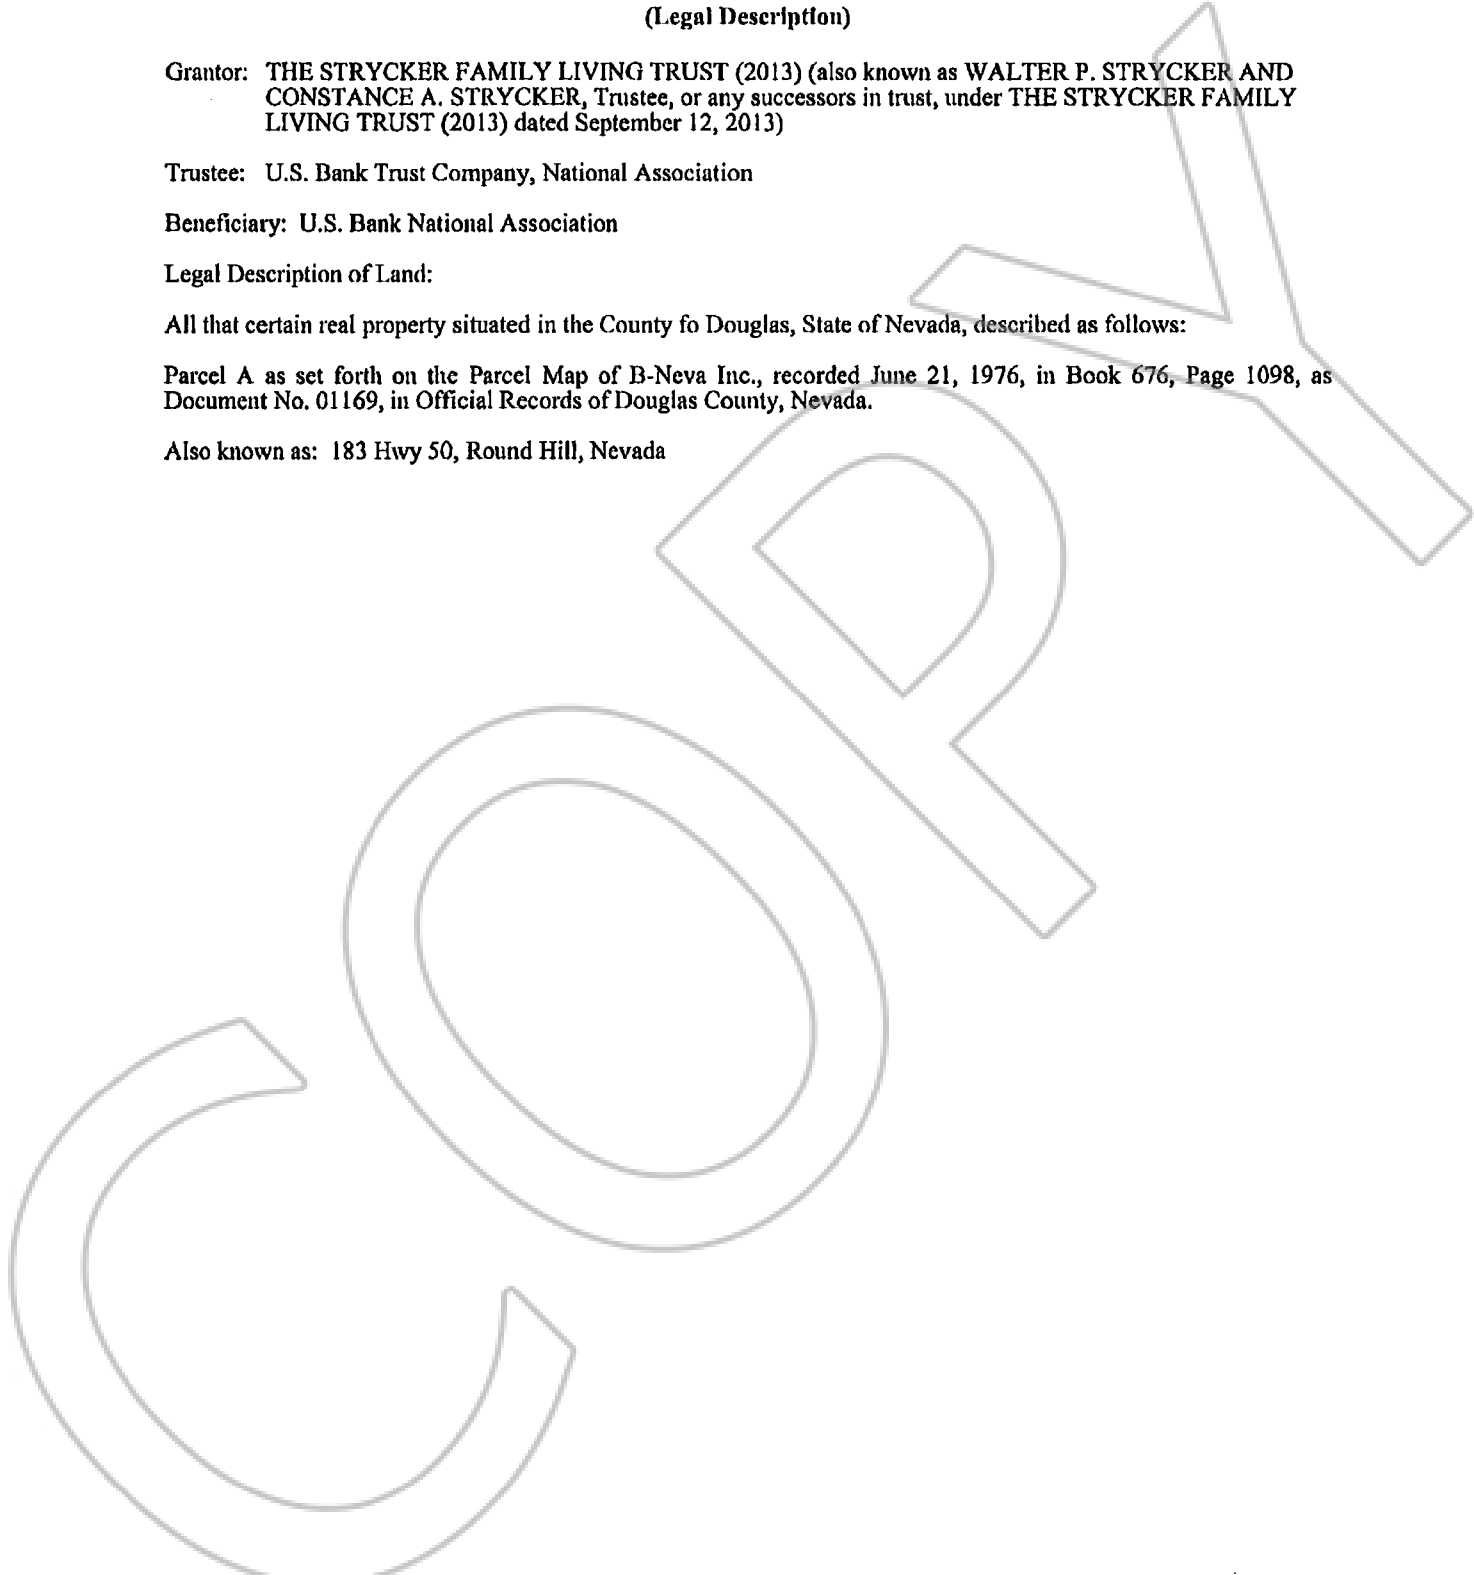 (Legal Description)
Grantor: THE STRYCKER FAMILY LIVING TRUST (2013) (also known as WALTER P. STRYCKER AND
CONSTANCE A. STRYCKER, Trustee, or any successors in trust, under THE STRYCKER FAMILY
LIVING TRUST (2013) dated September 12, 2013)
Trustee: U.S. Bank Trust Company, National Association
Beneficiary: U.S. Bank National Association
Legal Description of Land:
All that certain real property situated in the County fo Douglas, State of Nevada, described as follows:
Parcel A as set forth on the Parcel Map of B-Neva Inc., recorded June 21, 1976, in Book 676, Page 1098, as
Document No. 01169, in Official Records of Douglas County, Nevada.
Also known as: 183 Hwy 50, Round Hill, Nevada
COPY